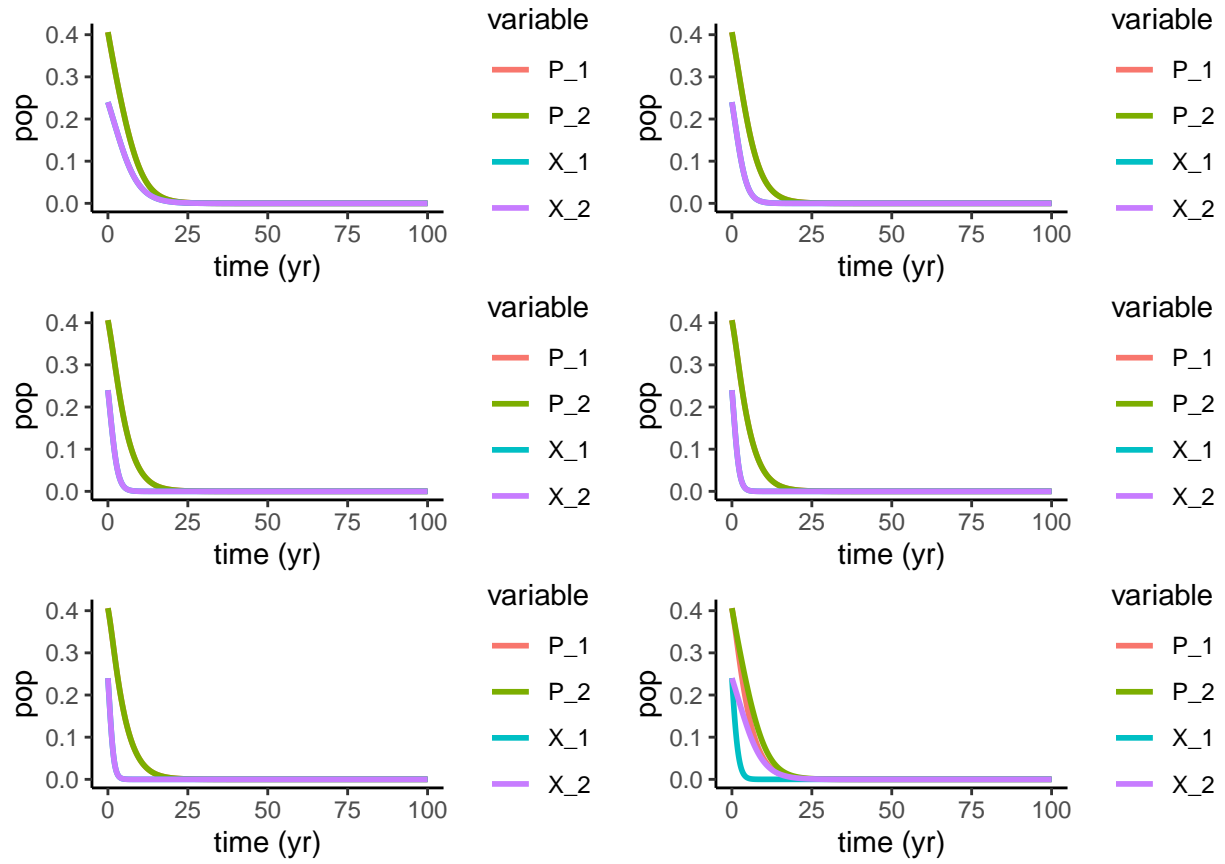 variable
0.4
0.3
0.2
0.1
0.0
pop
0 25 50 75 100
time (yr)
P_1
P_2
X_1
X_2
variable
0.4
0.3
0.2
0.1
0.0
pop
0 25 50 75 100
time (yr)
P_1
P_2
X_1
X_2
variable
0.4
0.3
0.2
0.1
0.0
pop
0 25 50 75 100
time (yr)
P_1
P_2
X_1
X_2
variable
0.4
0.3
0.2
0.1
0.0
pop
0 25 50 75 100
time (yr)
P_1
P_2
X_1
X_2
variable
0.4
0.3
0.2
0.1
0.0
pop
0 25 50 75 100
time (yr)
P_1
P_2
X_1
X_2
variable
0.4
0.3
0.2
0.1
0.0
pop
0 25 50 75 100
time (yr)
P_1
P_2
X_1
X_2